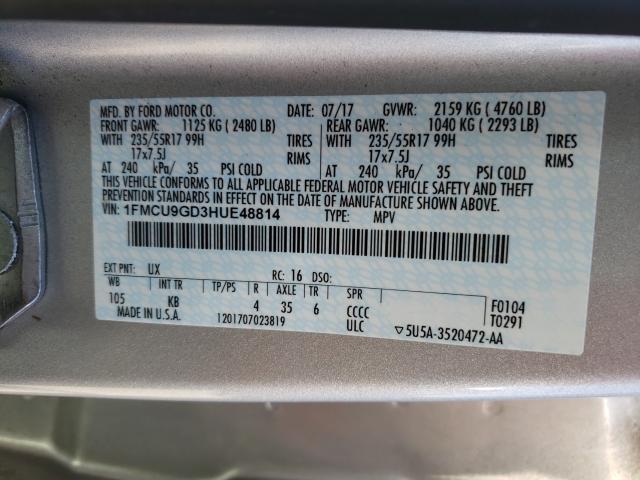 MFD. BY FORD MOTOR CO. DATE: 07/17 GVWR: 2159 KG ( 4760 LB)
FRONT GAWR: 1125 KG ( 2480 LB) REAR GAWR: 1040 KG ( 2293 LB)
WITH 235/55R17 99H TIRES WITH 235/55R17 99H TIRES
17x7.5J RIMS 17x7.5J RIMS
AT 240 kPa/ 35 PSI COLD AT 240 kPa/ 35 PSI COLD
THIS VEHICLE CONFORMS TO ALL APPLICABLE FEDERAL MOTOR VEHICLE SAFETY AND THEFT
PREVENTION STANDARDS IN EFFECT ON THE DATE OF MANUFACTURE SHOWN ABOVE.
VIN: 1FMCU9GD3HUE48814 TYPE: MPV
EXT PNT: UX RC: 16 DSO:
WB INT TR TP/PS R AXLE TR SPR
105 KB 4 35 6 CCCC F0104
MADE IN U.S.A. 1201707023819 ULC T0291
▽5U5A-3520472-AA